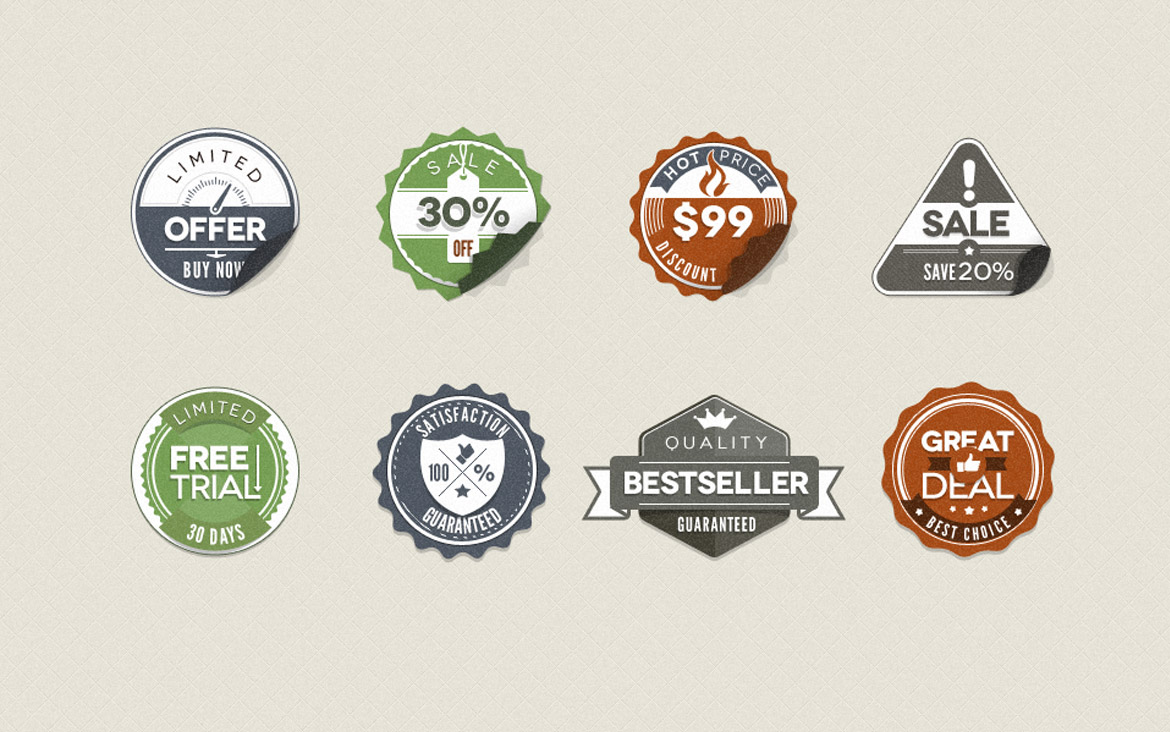 LIMITED
OFFER
BUY NOW
SALE
30%
OFF
HOT PRICE
$99
DISCOUNT
SALE
SAVE 20%
LIMITED
FREE
TRIAL
30 DAYS
SATISFACTION
100 %
GUARANTEED
QUALITY
BESTSELLER
GUARANTEED
GREAT
DEAL
BEST CHOICE